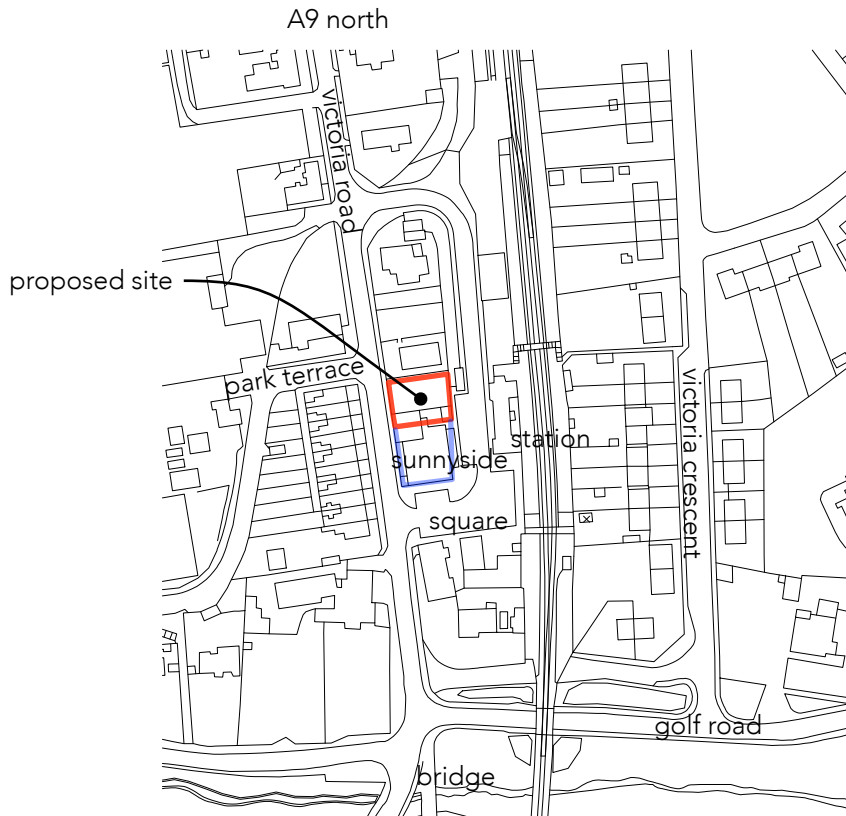 A9 north
victoria road
proposed site
park terrace
victoria crescent
station
sunnyside
square
golf road
bridge